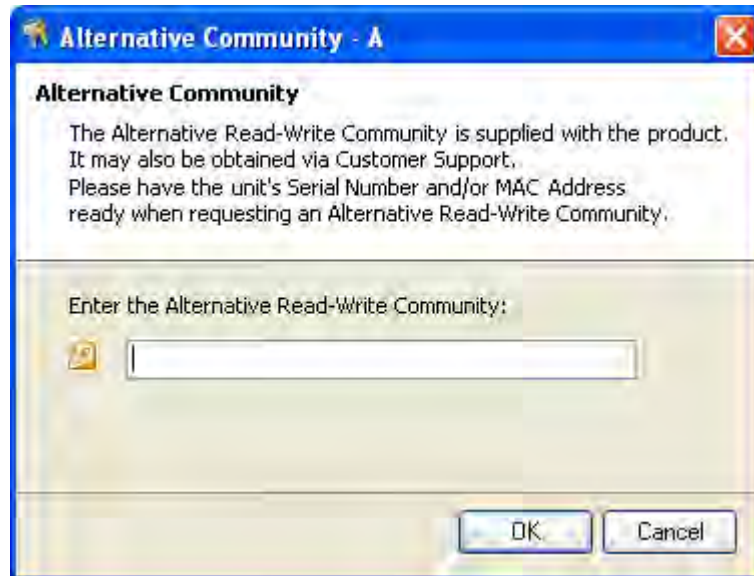 Alternative Community - A
Alternative Community
The Alternative Read-Write Community is supplied with the product.
It may also be obtained via Customer Support.
Please have the unit's Serial Number and/or MAC Address
ready when requesting an Alternative Read-Write Community.
Enter the Alternative Read-Write Community:
OK
Cancel